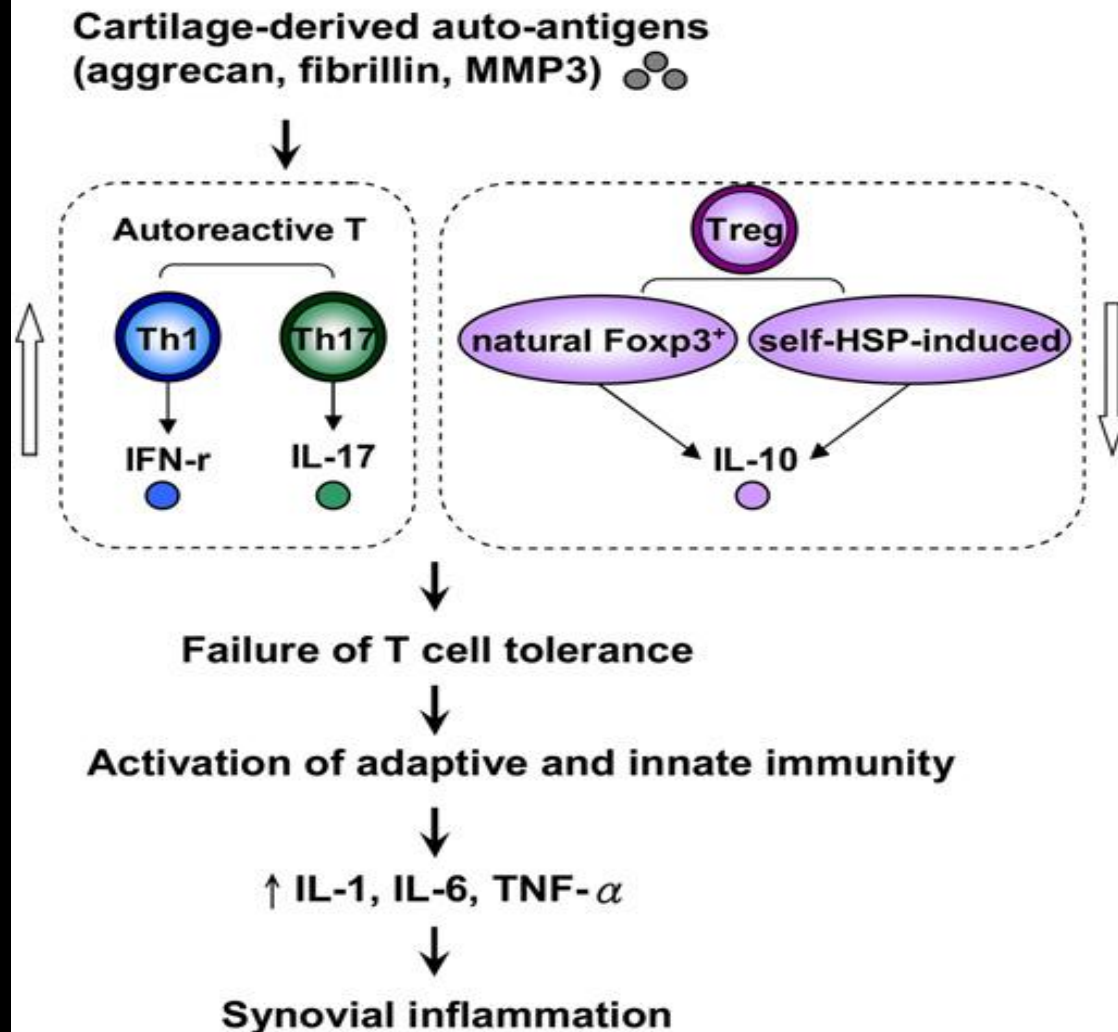 Cartilage-derived auto-antigens
(aggrecan, fibrillin, MMP3)
Autoreactive T
Treg
Th1
Th17
natural Foxp3⁺
self-HSP-induced
IFN-r
IL-17
IL-10
Failure of T cell tolerance
Activation of adaptive and innate immunity
↑ IL-1, IL-6, TNF-α
Synovial inflammation